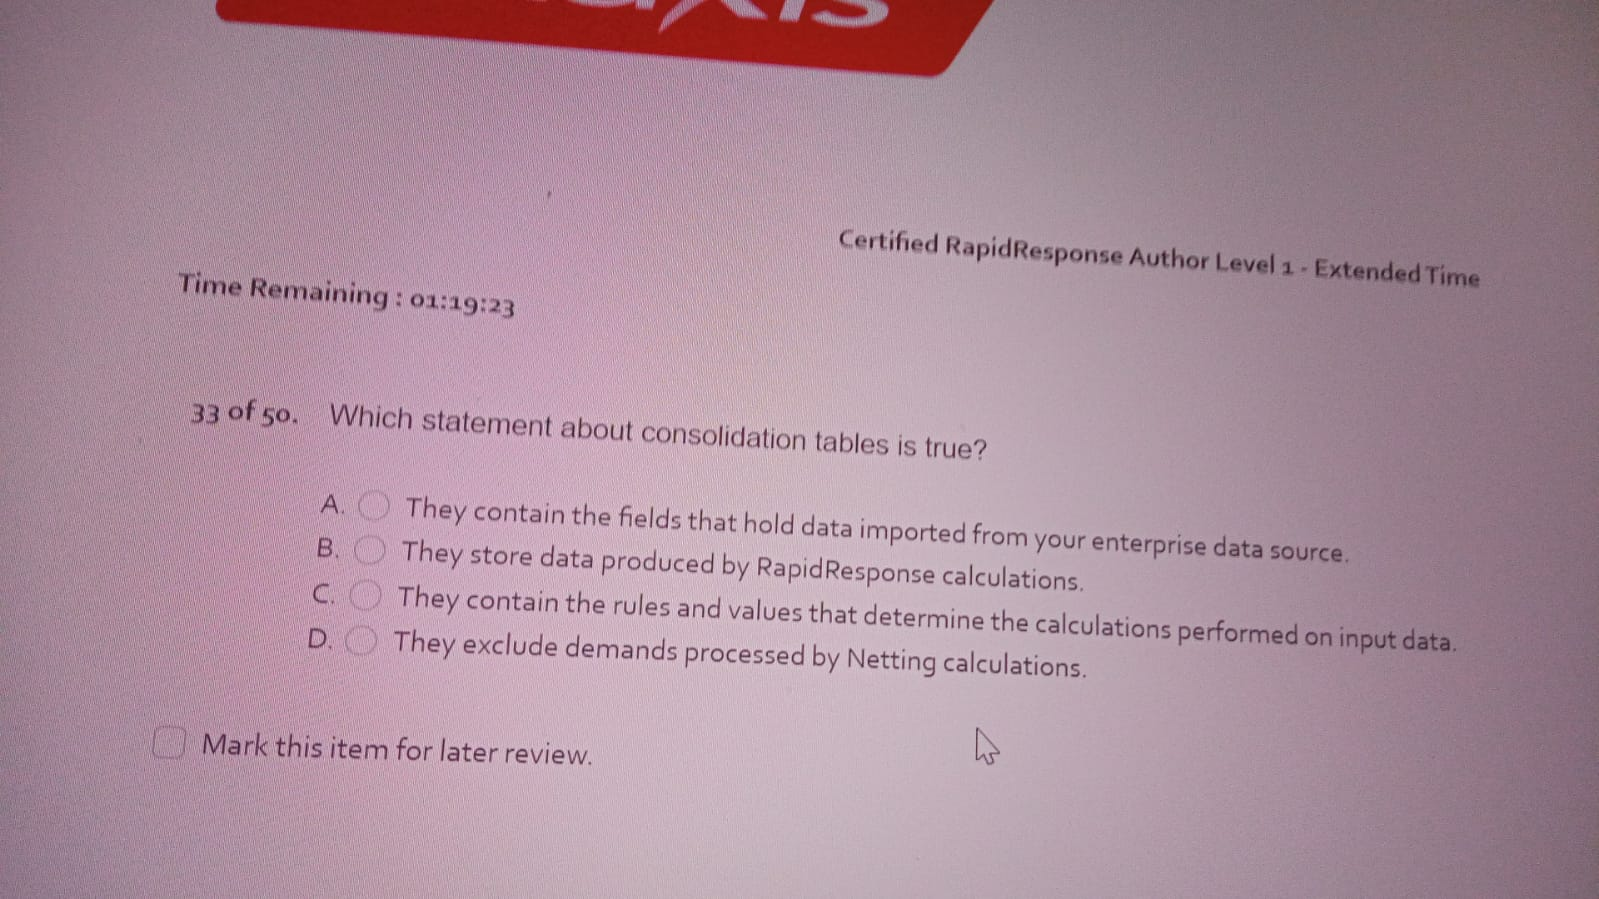 Certified RapidResponse Author Level 1 - Extended Time
Time Remaining : 01:19:23
33 of 50. Which statement about consolidation tables is true?
A. They contain the fields that hold data imported from your enterprise data source.
B. They store data produced by RapidResponse calculations.
C. They contain the rules and values that determine the calculations performed on input data.
D. They exclude demands processed by Netting calculations.
Mark this item for later review.